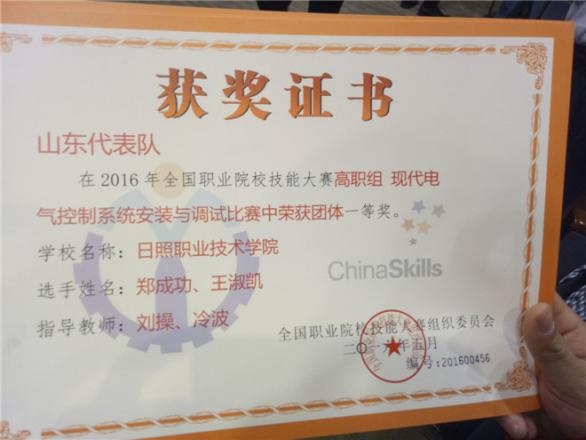 获奖证书
山东代表队
在2016年全国职业院校技能大赛高职组 现代电
气控制系统安装与调试比赛中荣获团体一等奖。
学校名称：日照职业技术学院
ChinaSkills
选手姓名：郑成功、王淑凯
指导教师：刘操、冷波
全国职业院校技能大赛组织委员会
二〇一六年五月
编号:201600456